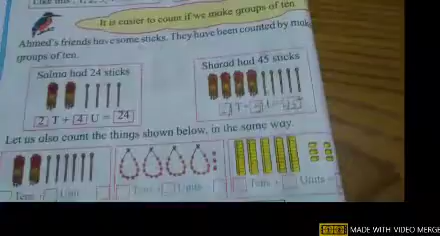 It is easier to count if we make groups of ten.
Ahmed's friends have some sticks. They have been counted by
groups of ten.
Salma had 24 sticks
2 T + 4 U = 24
Sharad had 45 sticks
T + U =
Let us also count the things shown below, in the same way.
Tens + Units
Tens + Units
Tens + Units =
MADE WITH VIDEO MERGE